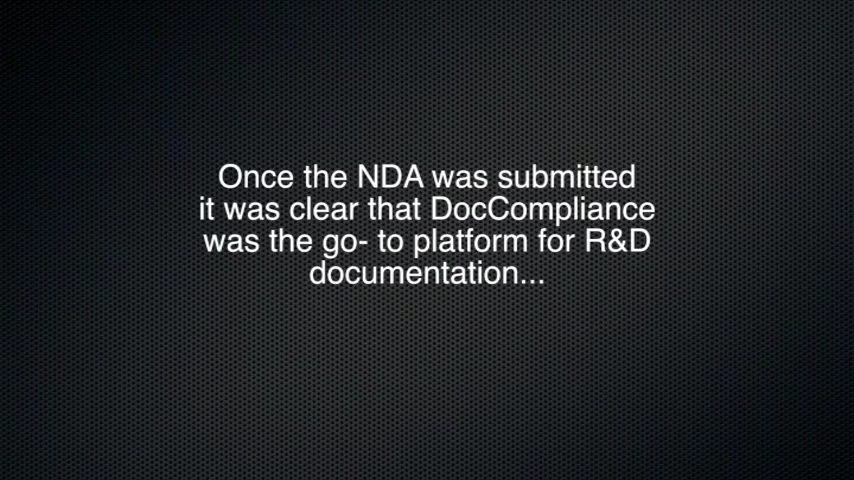 Once the NDA was submitted
it was clear that DocCompliance
was the go- to platform for R&D
documentation...